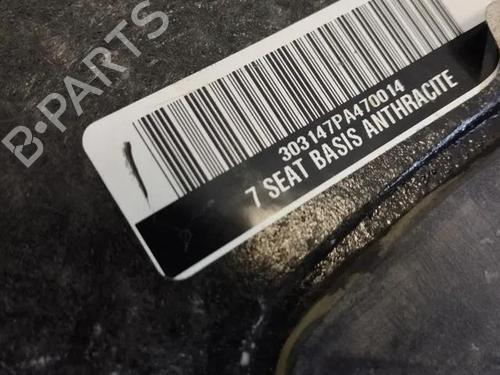 B-PARTS
303147PA470014
7 SEAT BASIS ANTHRACITE